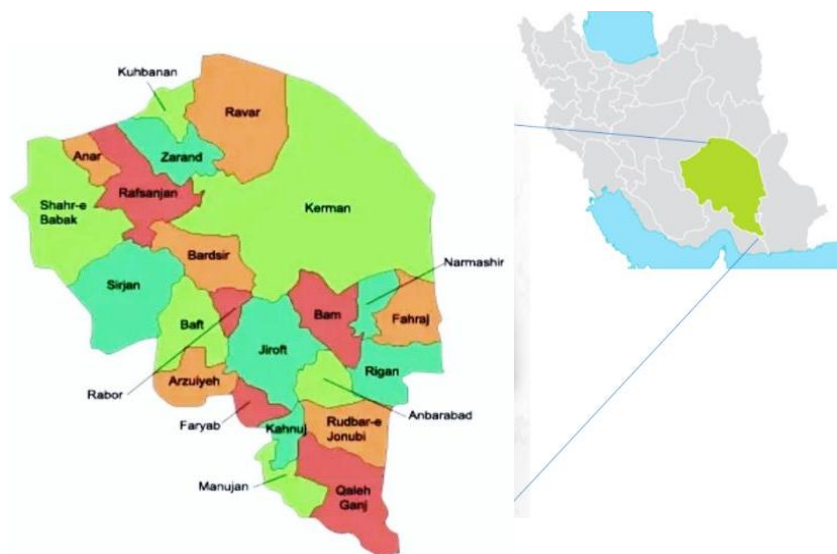 Kuhbanan
Ravar
Anar
Zarand
Rafsanjan
Shahr-e
Babak
Kerman
Bardsir
Narmashir
Sirjan
Baft
Bam
Fahraj
Jiroft
Rigan
Arzuiyeh
Rabor
Anbarabad
Faryab
Kahnuj
Rudbar-e
Jonubi
Manujan
Qaleh
Ganj